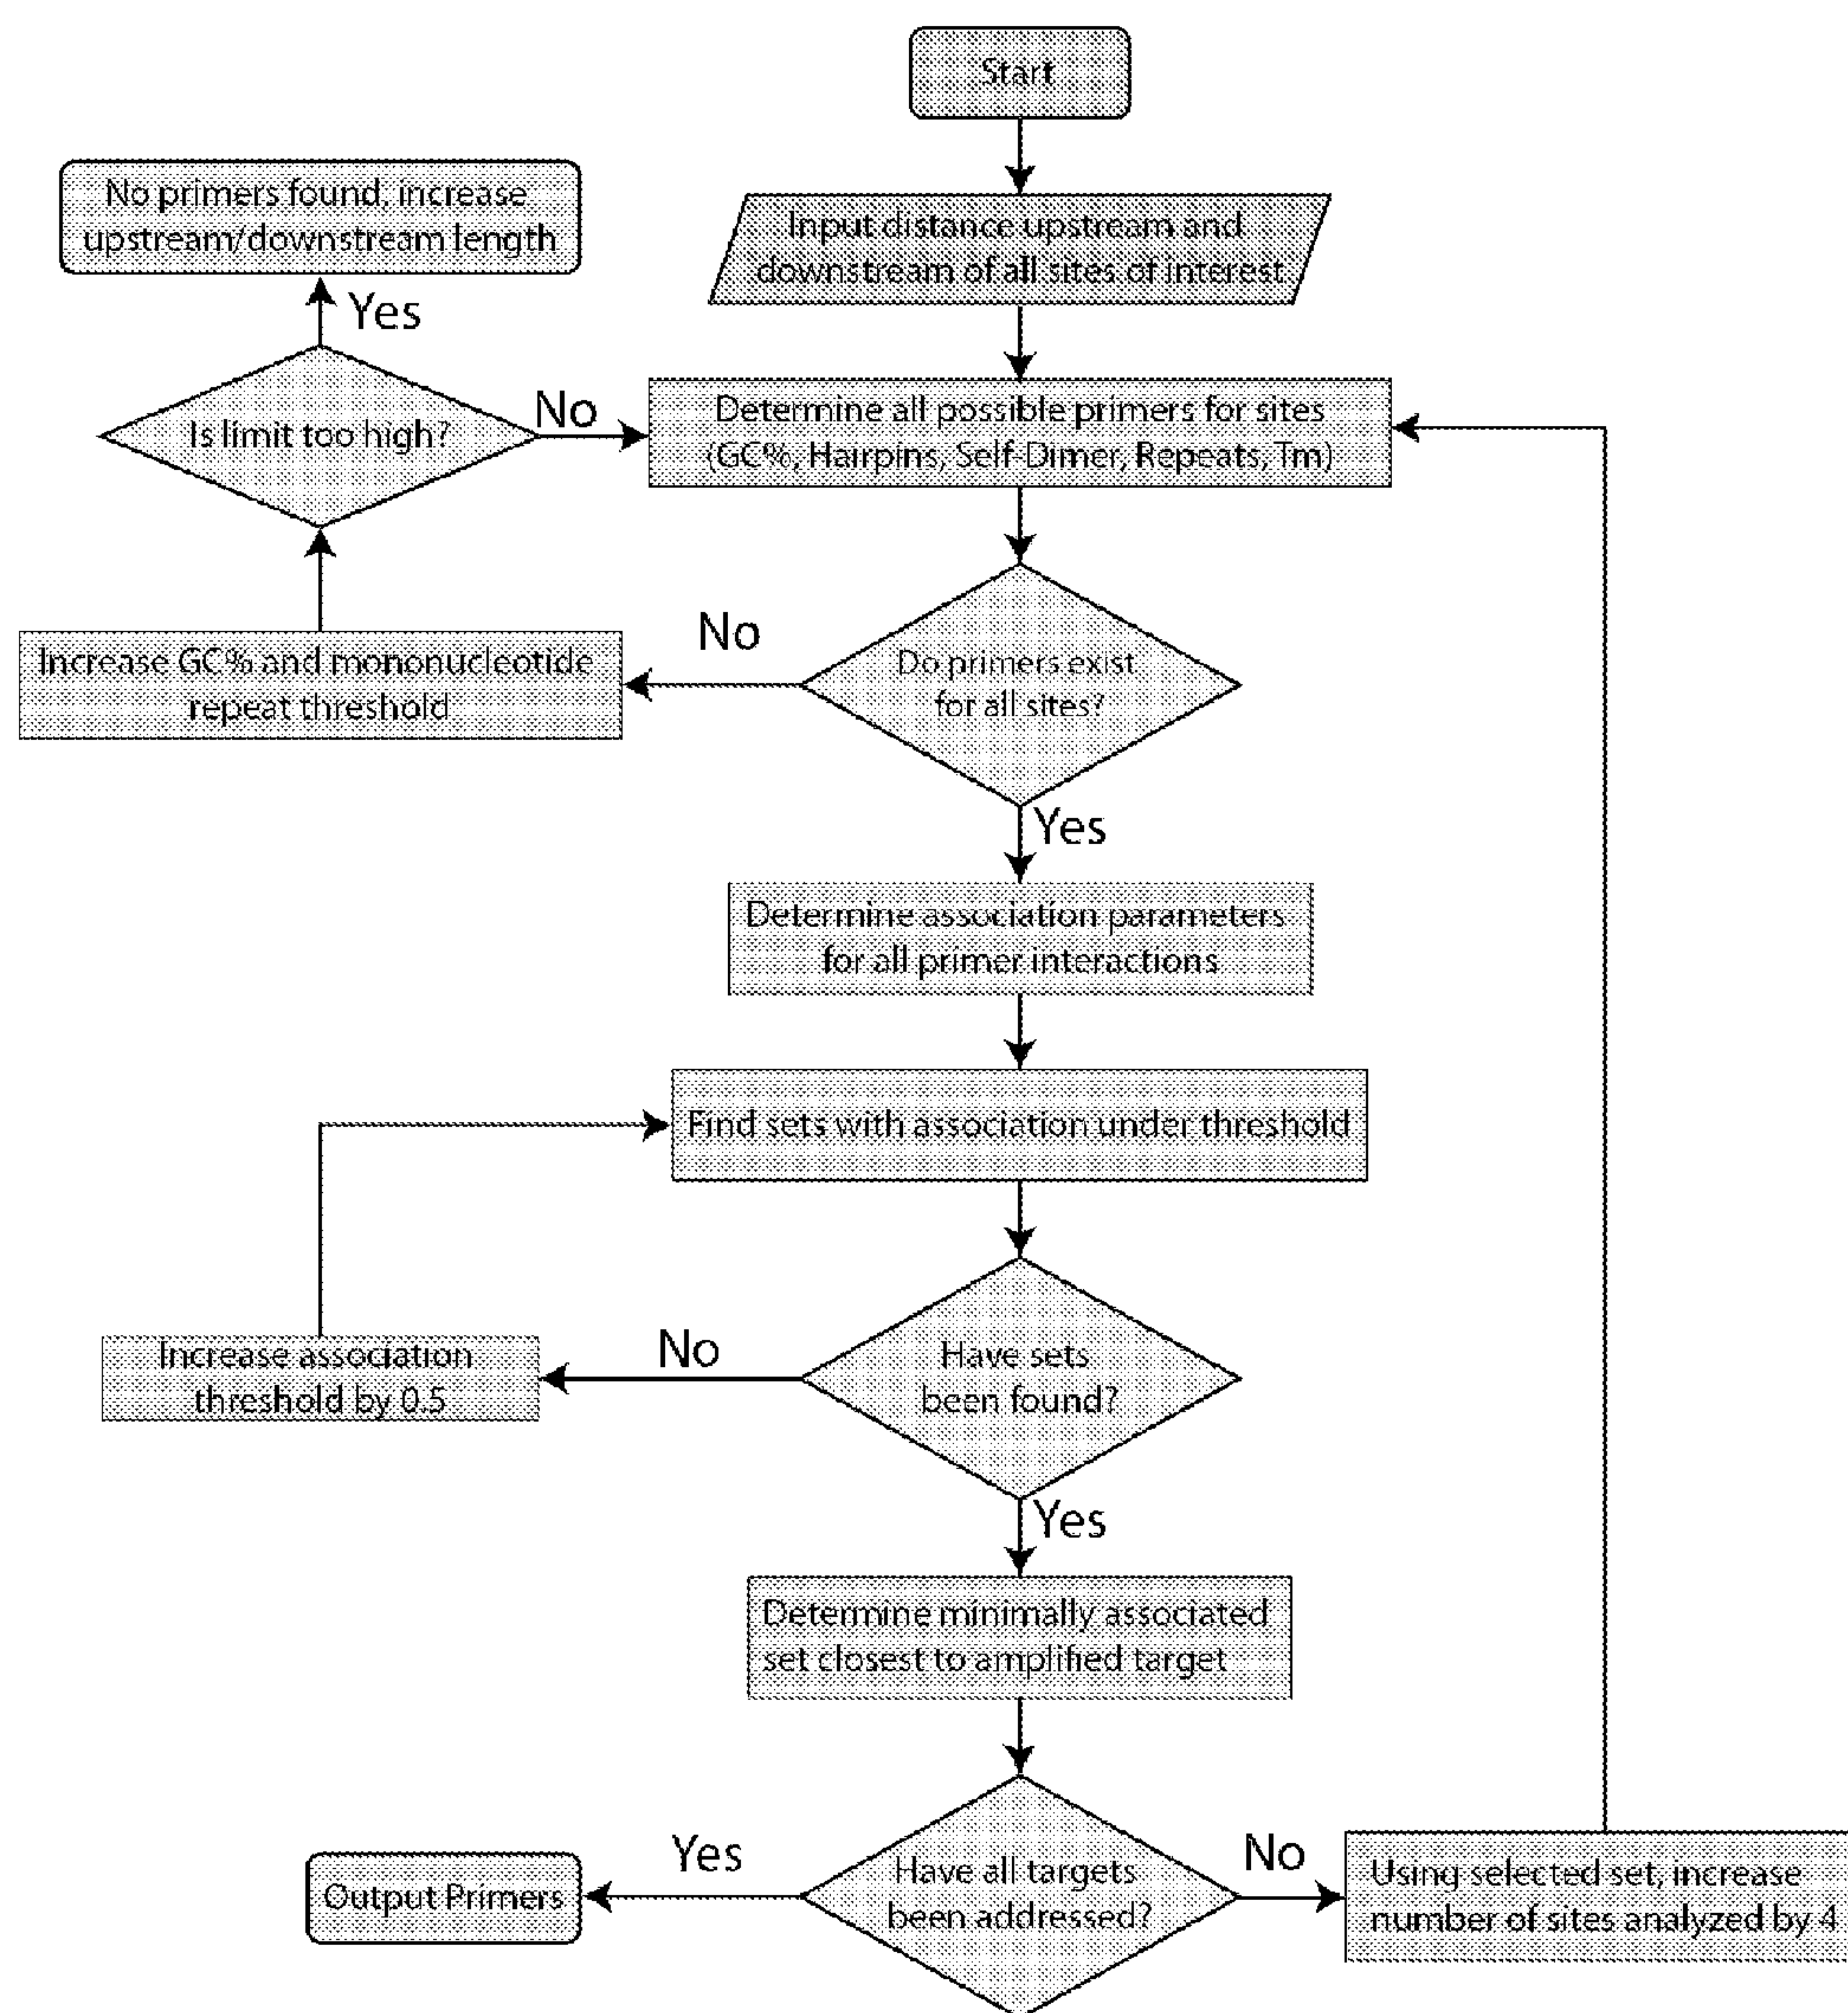 Start
Input distance upstream and
downstream of all sites of interest
No primers found, increase
upstream/downstream length
Yes
Is limit too high?
No
Determine all possible primers for sites
(GC%, Hairpins, Self-Dimer, Repeats, Tm)
Increase GC% and mononucleotide
repeat threshold
No
Do primers exist
for all sites?
Yes
Determine association parameters
for all primer interactions
Find sets with association under threshold
Increase association
threshold by 0.5
No
Have sets
been found?
Yes
Determine minimally associated
set closest to amplified target
Output Primers
Yes
Have all targets
been addressed?
No
Using selected set, increase
number of sites analyzed by 4